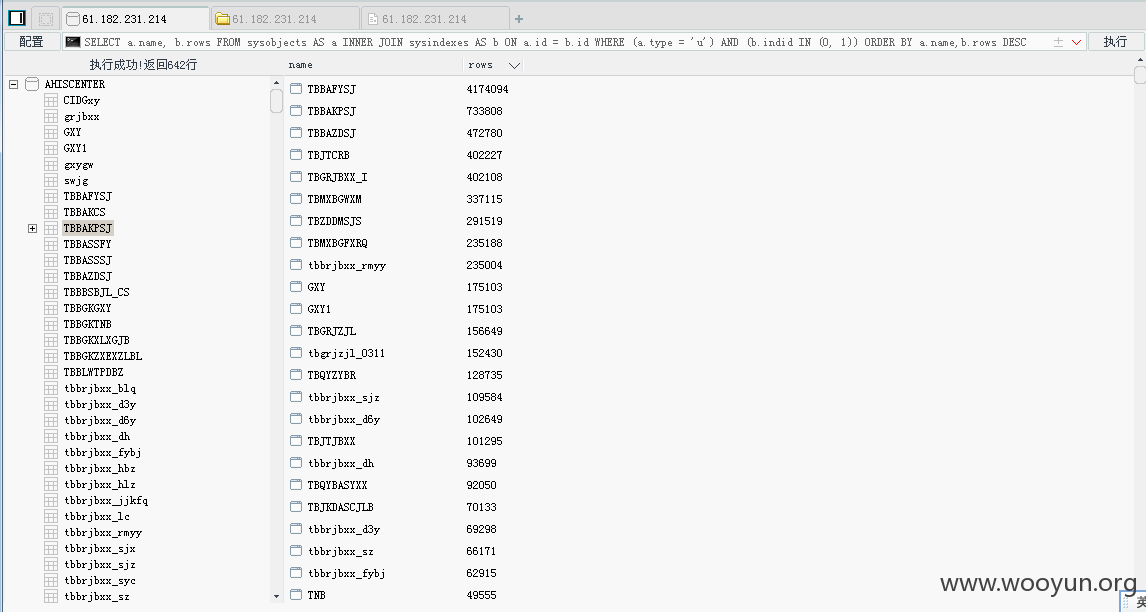 61.182.231.214
61.182.231.214
61.182.231.214
+
配置
SELECT a.name, b.rows FROM sysobjects AS a INNER JOIN sysindexes AS b ON a.id = b.id WHERE (a.type = 'u') AND (b.indid IN (0, 1)) ORDER BY a.name,b.rows DESC
执行
执行成功!返回642行
name rows
AHISCENTER
CIDGxy
grjbxx
GXY
GXY1
gxygw
swjg
TBBAFYSJ
TBBAKCS
TBBAKPSJ
TBBASSFY
TBBASSSJ
TBBAZDSJ
TBBBSBJL_CS
TBBGKGXY
TBBGKTNB
TBBGKXLXGJB
TBBGKZXEXZLBL
TBBLWTPDBZ
tbbrjbxx_blq
tbbrjbxx_d3y
tbbrjbxx_d6y
tbbrjbxx_dh
tbbrjbxx_fybj
tbbrjbxx_hbz
tbbrjbxx_hlz
tbbrjbxx_jjkfq
tbbrjbxx_lc
tbbrjbxx_rmyy
tbbrjbxx_sjx
tbbrjbxx_sjz
tbbrjbxx_syc
tbbrjbxx_sz
TBBAFYSJ 4174094
TBBAKPSJ 733808
TBBAZDSJ 472780
TBJTCRB 402227
TBGRJBXX_I 402108
TBMXBGWXM 337115
TBZDDMSJS 291519
TBMXBGFXRQ 235188
tbbrjbxx_rmyy 235004
GXY 175103
GXY1 175103
TBGRJZJL 156649
tbgrjzjl_0311 152430
TBQYZYBR 128735
tbbrjbxx_sjz 109584
tbbrjbxx_d6y 102649
TBJTJBXX 101295
tbbrjbxx_dh 93699
TBQYBASYXX 92050
TBJKDASCJLB 70133
tbbrjbxx_d3y 69298
tbbrjbxx_sz 66171
tbbrjbxx_fybj 62915
TNB 49555
www.wooyun.org
英